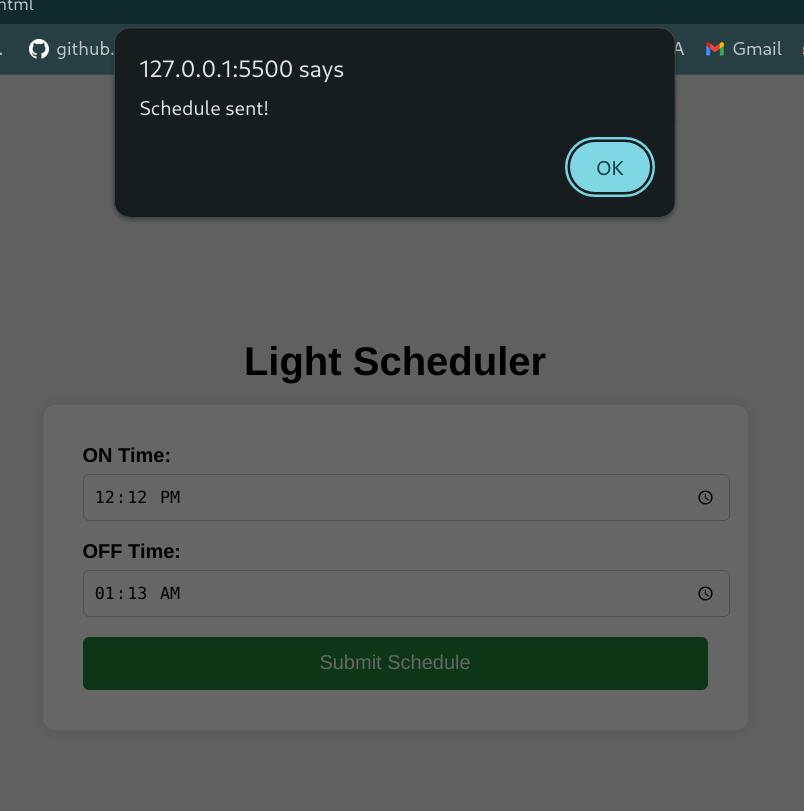 html
github.
A
Gmail
127.0.0.1:5500 says
Schedule sent!
OK
Light Scheduler
ON Time:
12:12 PM
OFF Time:
01:13 AM
Submit Schedule